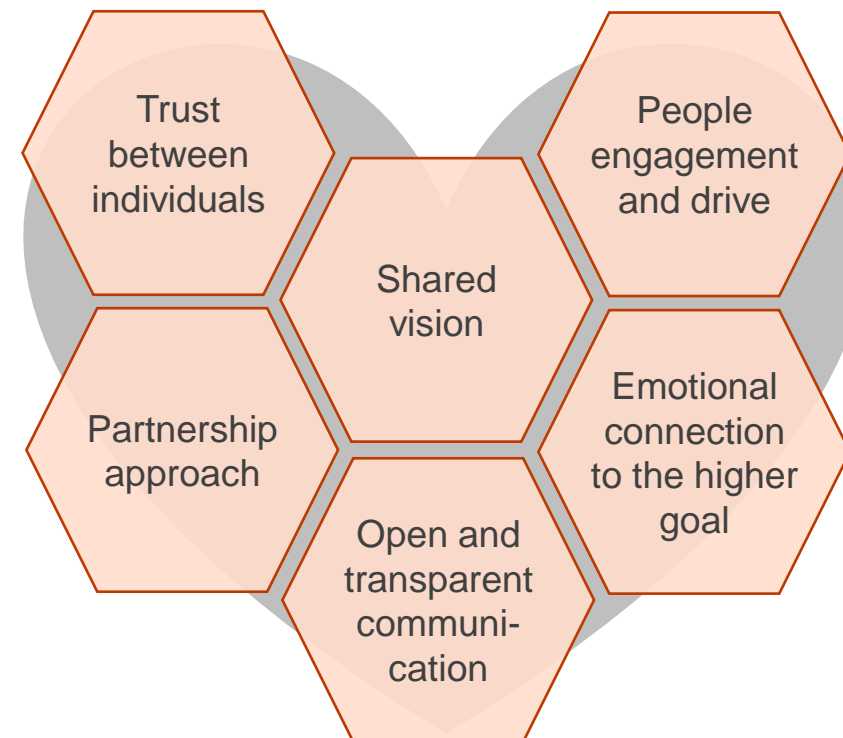 Trust
between
individuals
People
engagement
and drive
Shared
vision
Partnership
approach
Emotional
connection
to the higher
goal
Open and
transparent
communi-
cation